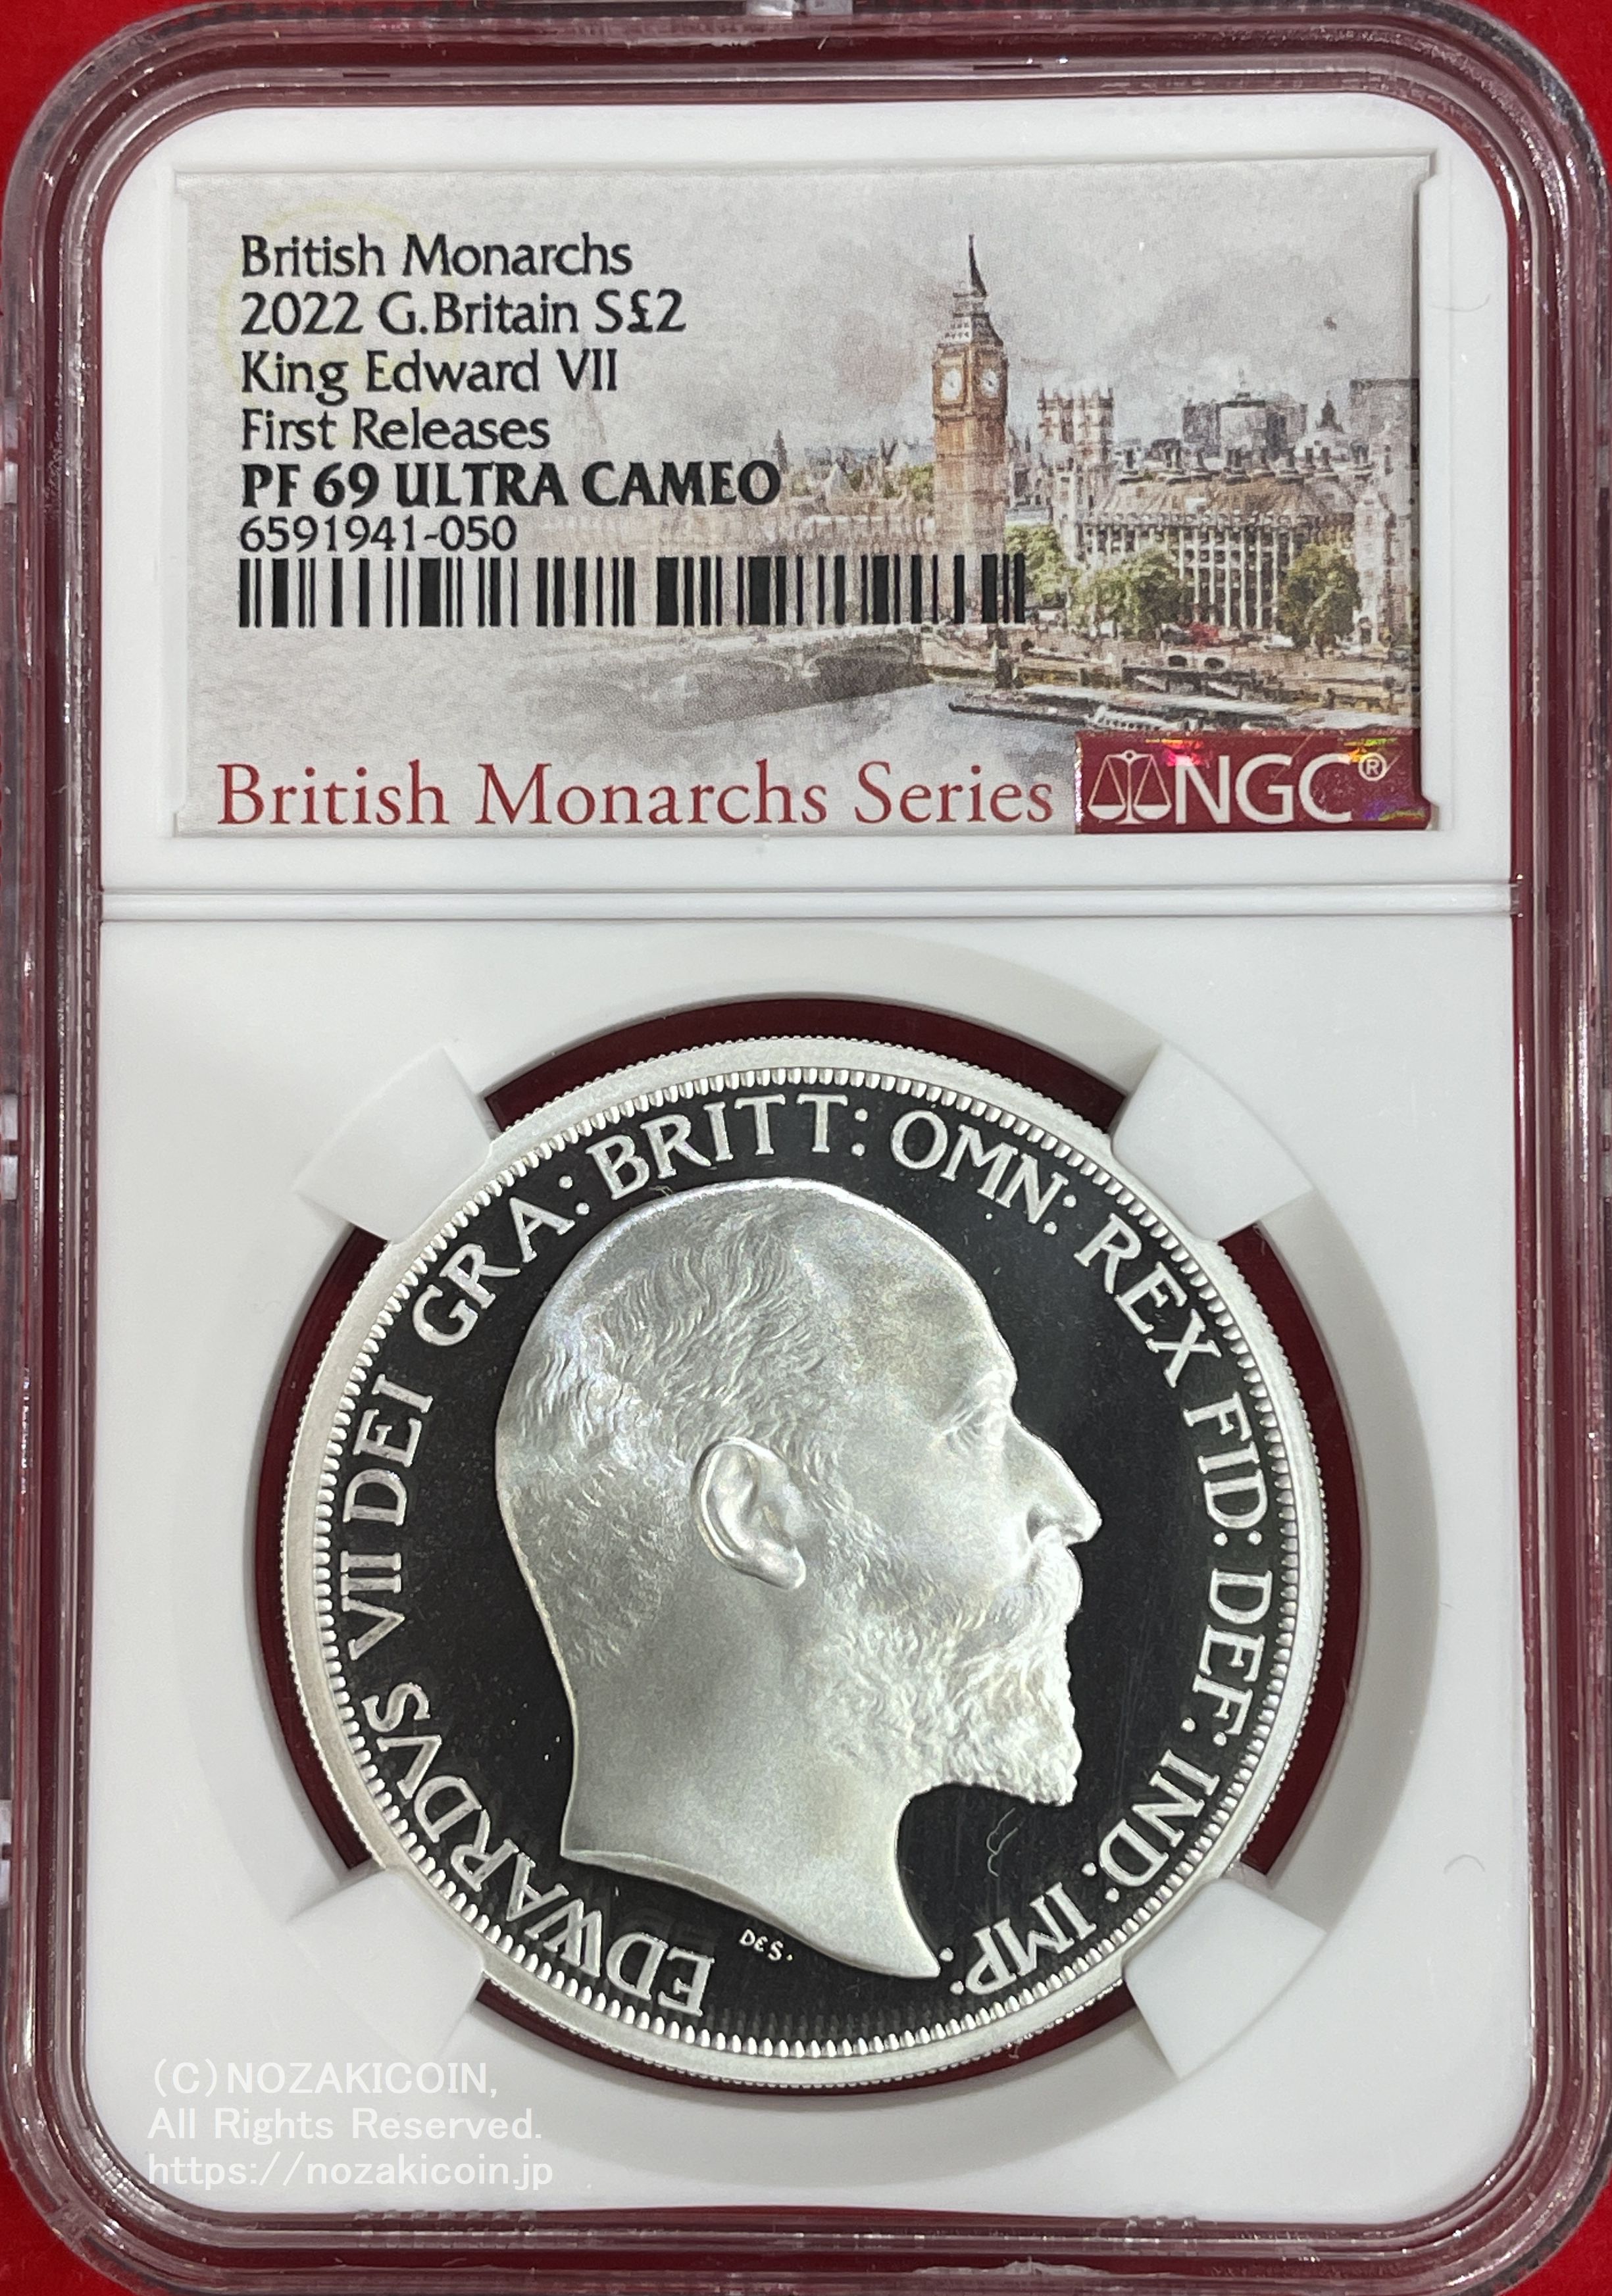 British Monarchs
2022 G.Britain S£2
King Edward VII
First Releases
PF 69 ULTRA CAMEO
6591941-050
British Monarchs Series NGC®
EDWARDVS VII DEI GRA: BRITT: OMN: REX FID: DEF: IND: IMP:
DES.
(C)NOZAKICOIN,
All Rights Reserved.
https://nozakicoin.jp